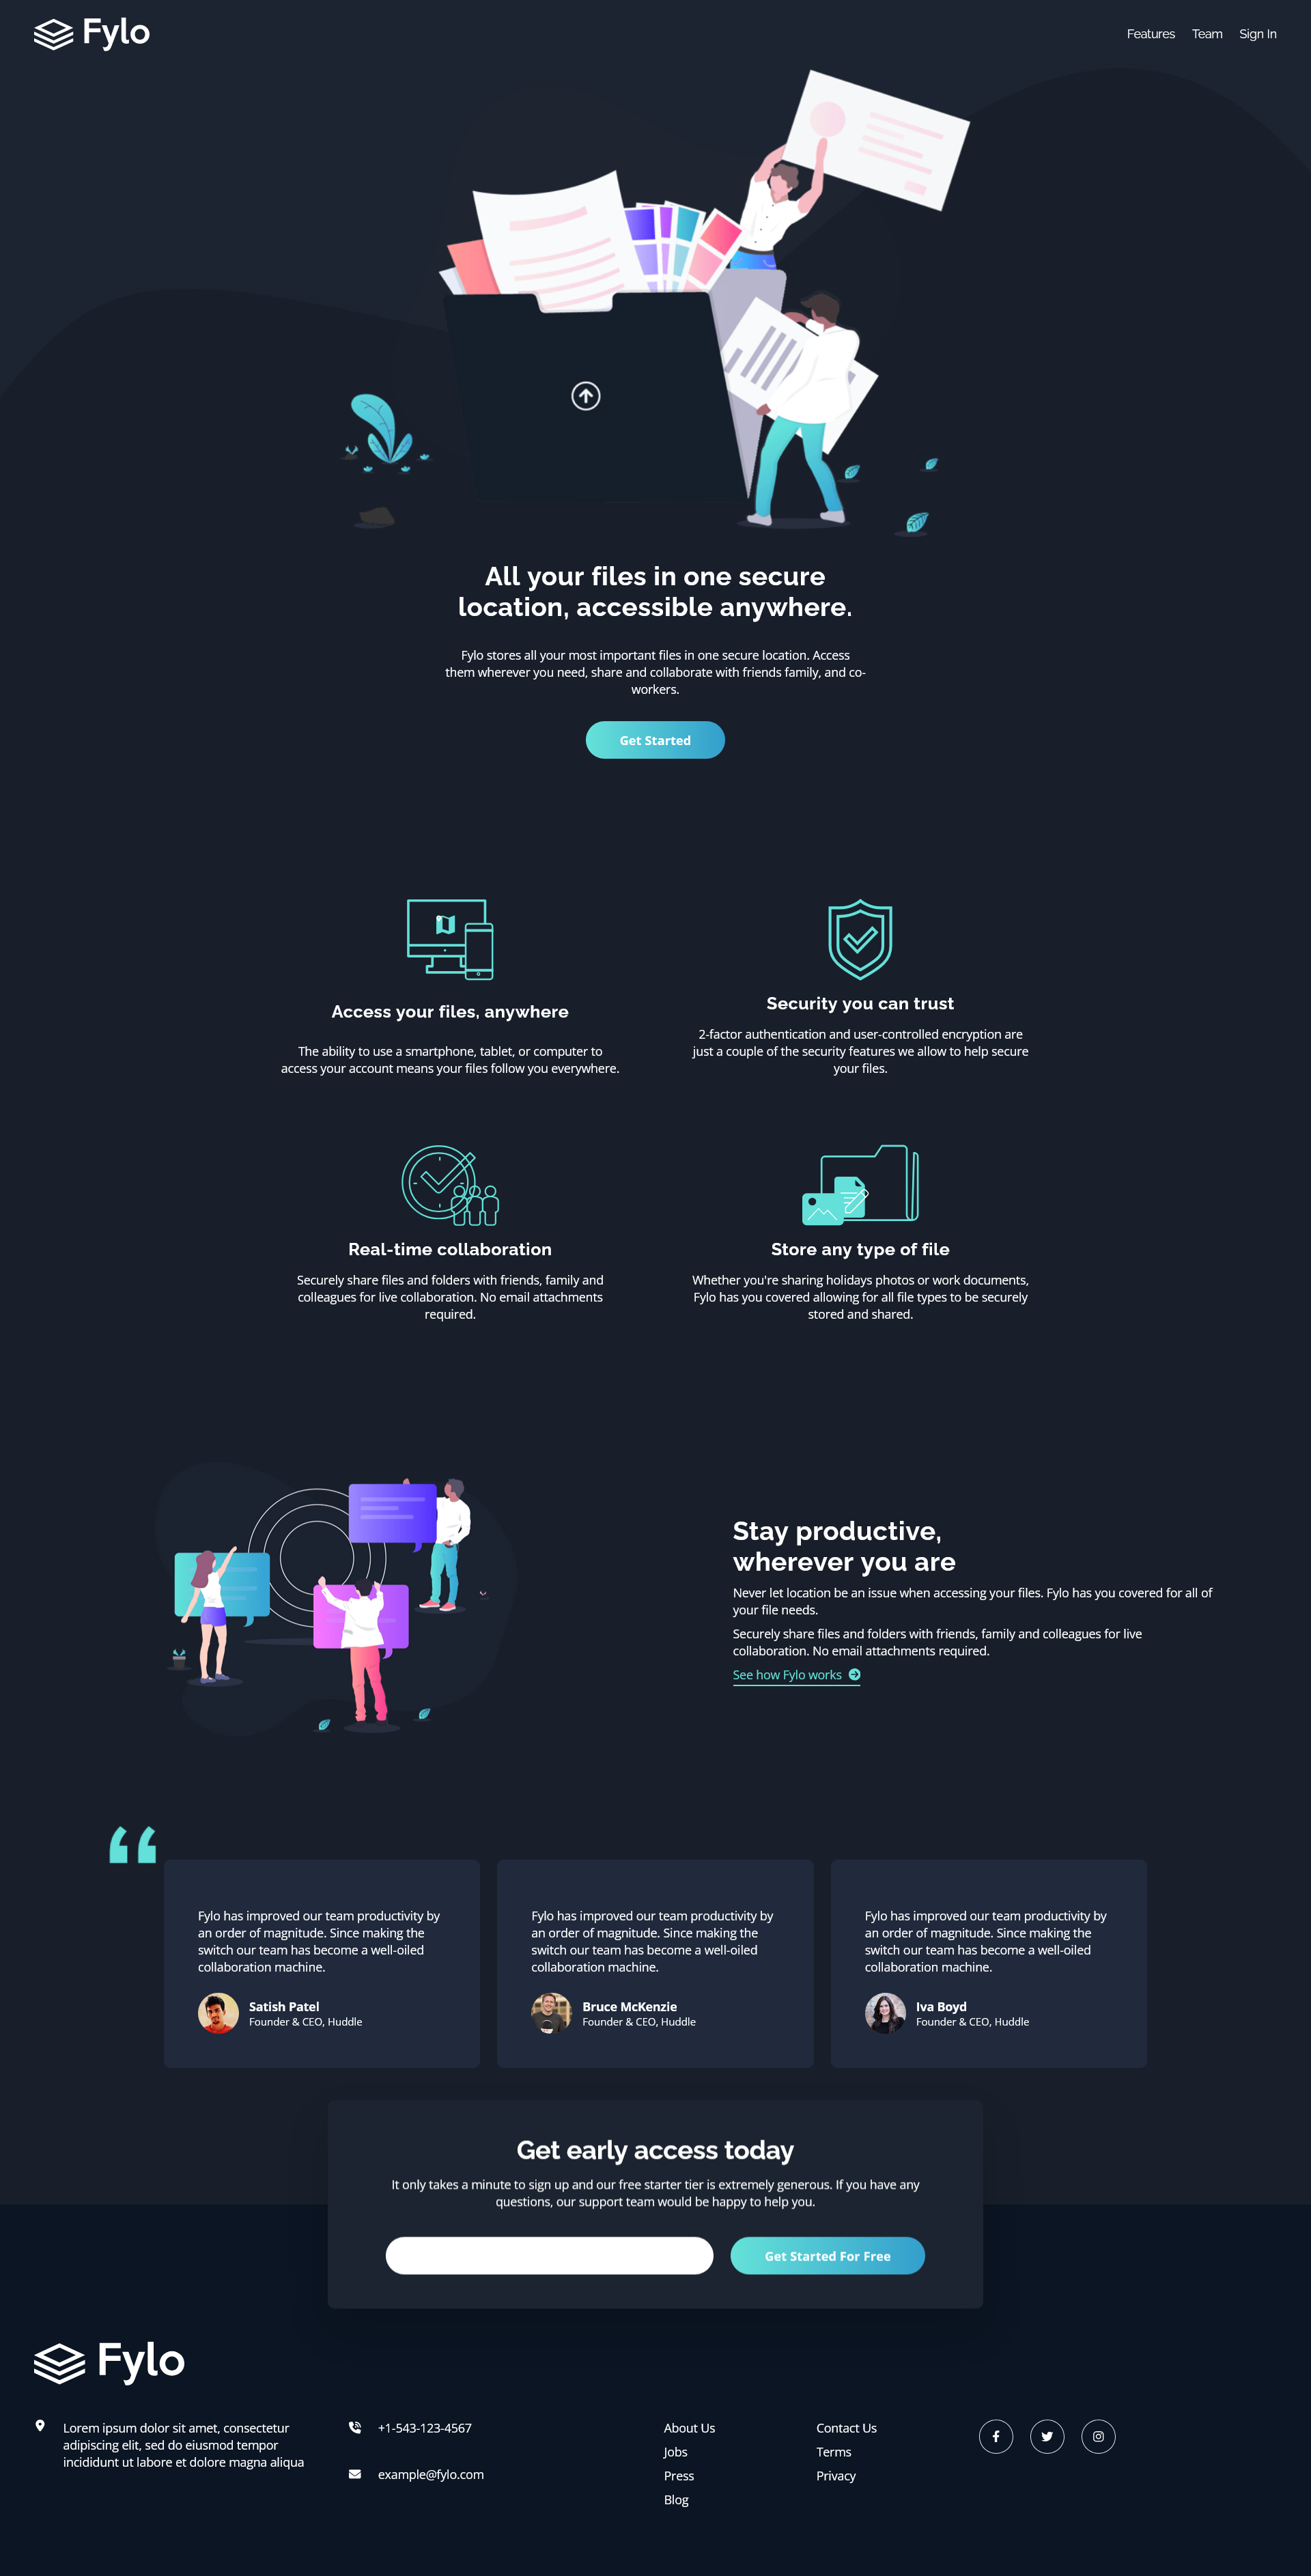 Fylo
Features Team Sign In
All your files in one secure
location, accessible anywhere.
Fylo stores all your most important files in one secure location. Access
them wherever you need, share and collaborate with friends family, and co-
workers.
Get Started
Access your files, anywhere
The ability to use a smartphone, tablet, or computer to
access your account means your files follow you everywhere.
Security you can trust
2-factor authentication and user-controlled encryption are
just a couple of the security features we allow to help secure
your files.
Real-time collaboration
Securely share files and folders with friends, family and
colleagues for live collaboration. No email attachments
required.
Store any type of file
Whether you're sharing holidays photos or work documents,
Fylo has you covered allowing for all file types to be securely
stored and shared.
Stay productive,
wherever you are
Never let location be an issue when accessing your files. Fylo has you covered for all of
your file needs.
Securely share files and folders with friends, family and colleagues for live
collaboration. No email attachments required.
See how Fylo works
Fylo has improved our team productivity by
an order of magnitude. Since making the
switch our team has become a well-oiled
collaboration machine.
Satish Patel
Founder & CEO, Huddle
Fylo has improved our team productivity by
an order of magnitude. Since making the
switch our team has become a well-oiled
collaboration machine.
Bruce McKenzie
Founder & CEO, Huddle
Fylo has improved our team productivity by
an order of magnitude. Since making the
switch our team has become a well-oiled
collaboration machine.
Iva Boyd
Founder & CEO, Huddle
Get early access today
It only takes a minute to sign up and our free starter tier is extremely generous. If you have any
questions, our support team would be happy to help you.
Get Started For Free
Fylo
Lorem ipsum dolor sit amet, consectetur
adipiscing elit, sed do eiusmod tempor
incididunt ut labore et dolore magna aliqua
+1-543-123-4567
example@fylo.com
About Us
Jobs
Press
Blog
Contact Us
Terms
Privacy